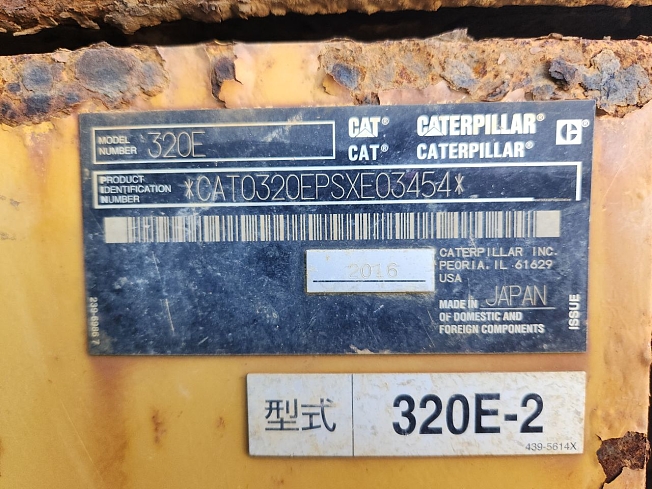 MODEL NUMBER 320E
CAT® CATERPILLAR®
CAT® CATERPILLAR®
PRODUCT IDENTIFICATION NUMBER *CAT0320EPSXE03454*
2016
CATERPILLAR INC.
PEORIA, IL 61629
USA
MADE IN JAPAN
OF DOMESTIC AND
FOREIGN COMPONENTS
ISSUE
型式 320E-2
439-5614X